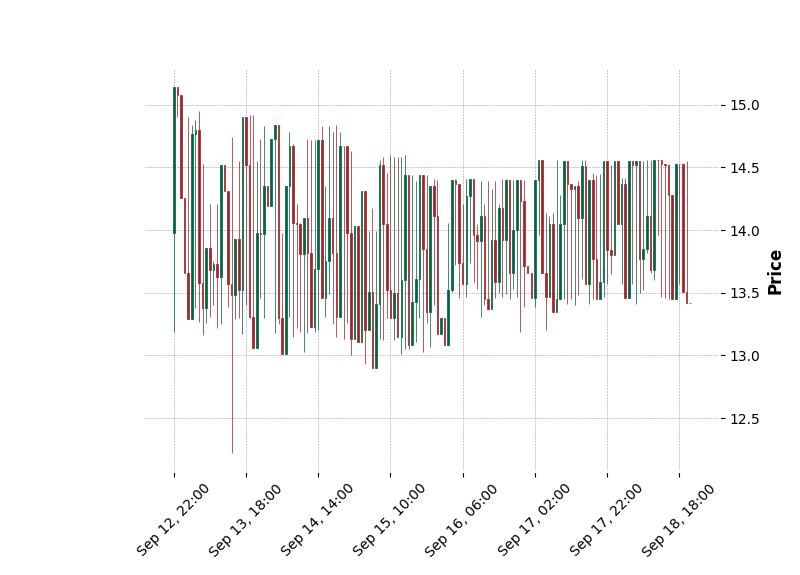 15.0
14.5
14.0
13.5
13.0
12.5
Price
Sep 12, 22:00
Sep 13, 18:00
Sep 14, 14:00
Sep 15, 10:00
Sep 16, 06:00
Sep 17, 02:00
Sep 17, 22:00
Sep 18, 18:00